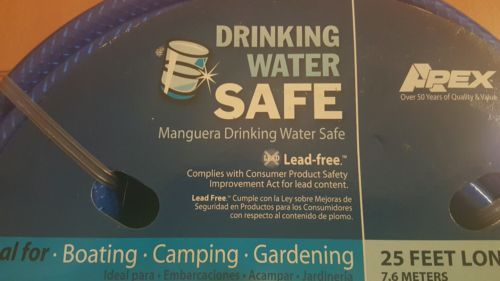 DRINKING
WATER
SAFE
Manguera Drinking Water Safe
APEX
Over 50 Years of Quality & Value
LEAD Lead-free.™
Complies with Consumer Product Safety
Improvement Act for lead content.
Lead Free.™ Cumple con la Ley sobre Mejoras de
Seguridad en Productos para los Consumidores
con respecto al contenido de plomo.
al for · Boating · Camping · Gardening
Ideal para · Embarcaciones · Acampar · Jardinería
25 FEET LON
7.6 METERS